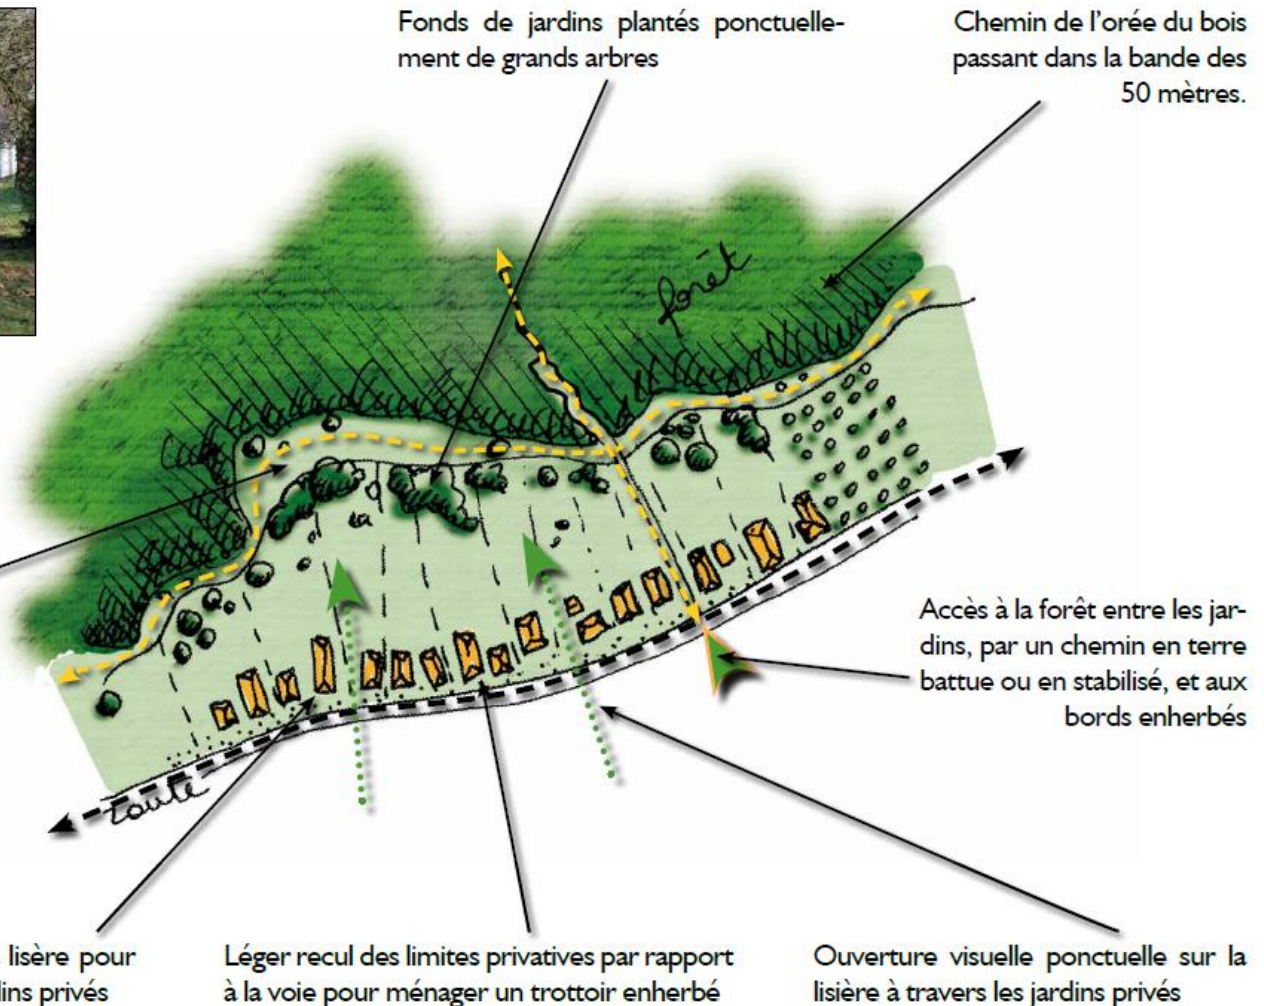 Fonds de jardins plantés ponctuelle-
ment de grands arbres
Chemin de l'orée du bois
passant dans la bande des
50 mètres.
forêt
Accès à la forêt entre les jar-
dins, par un chemin en terre
battue ou en stabilisé, et aux
bords enherbés
route
lisère pour
dins privés
Léger recul des limites privatives par rapport
à la voie pour ménager un trottoir enherbé
Ouverture visuelle ponctuelle sur la
lisière à travers les jardins privés